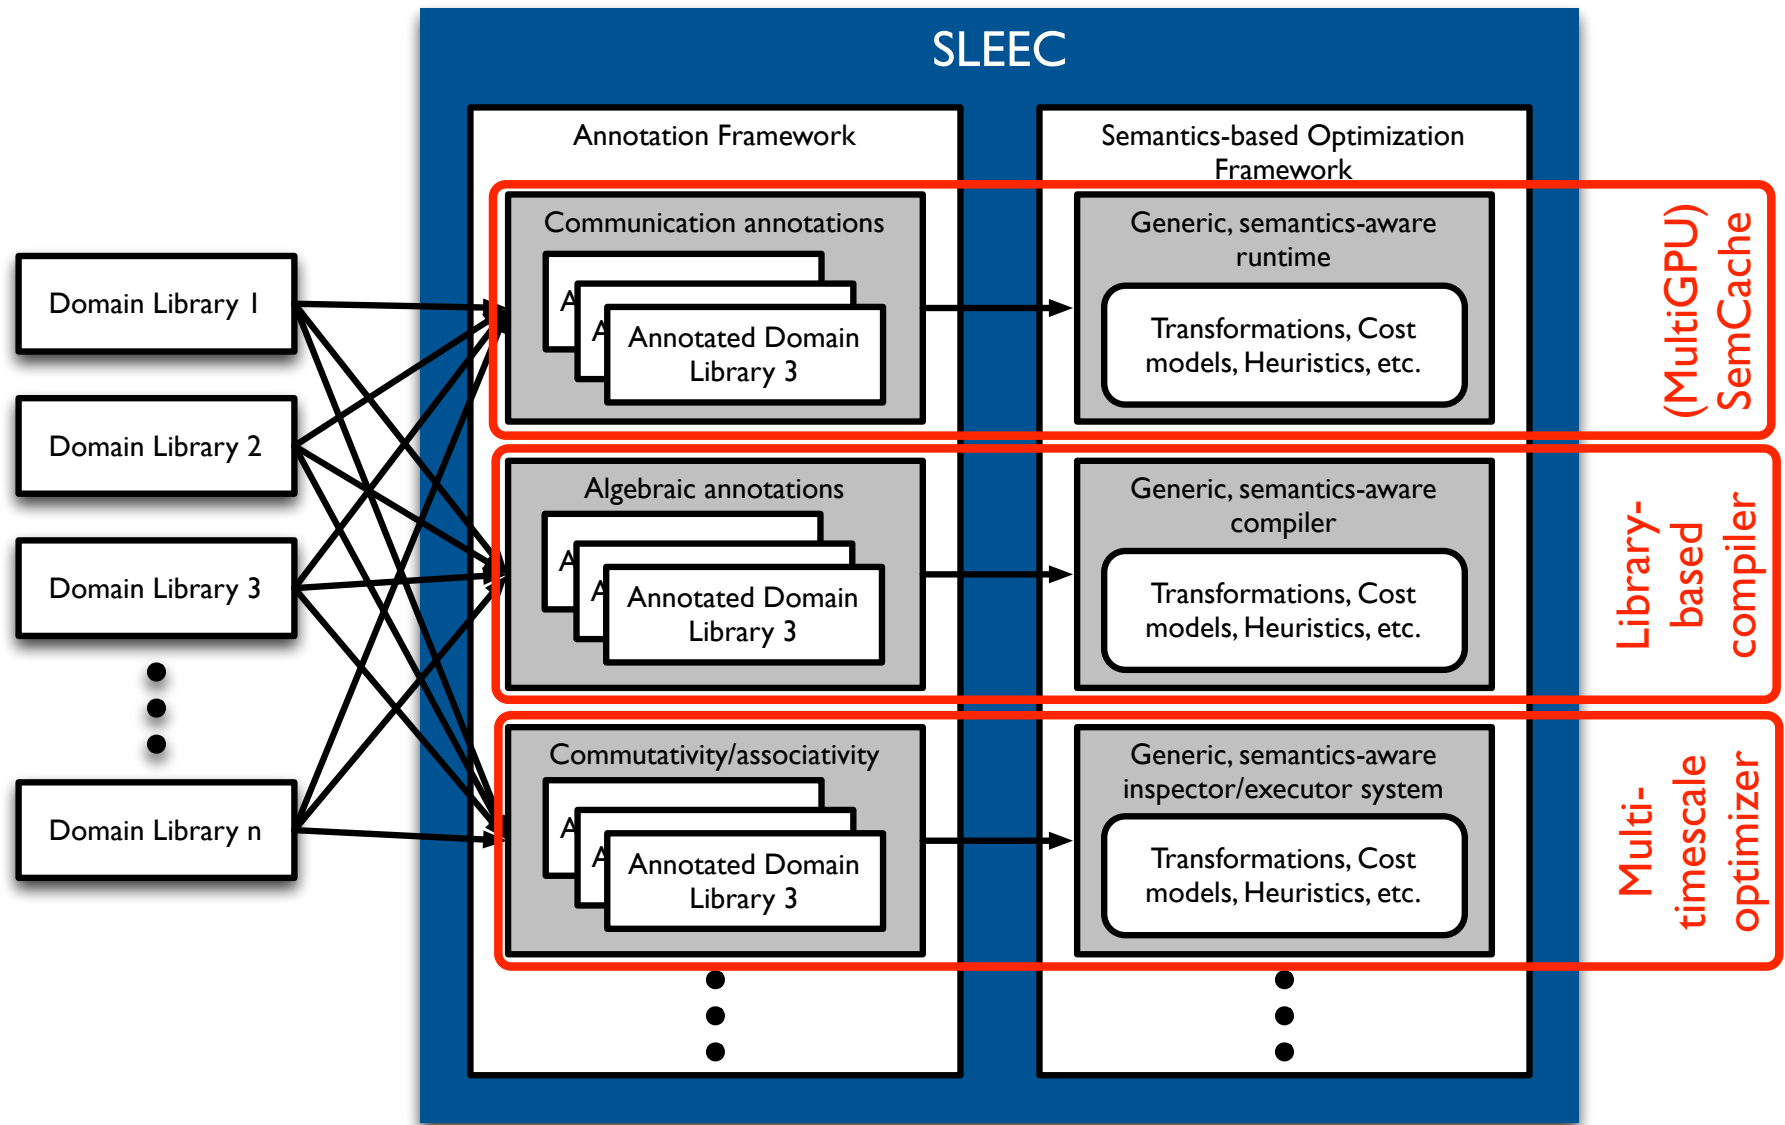 SLEEC
Annotation Framework
Semantics-based Optimization
Framework
Domain Library 1
Domain Library 2
Domain Library 3
Domain Library n
Communication annotations
A
A
Annotated Domain
Library 3
Generic, semantics-aware
runtime
Transformations, Cost
models, Heuristics, etc.
(MultiGPU)
SemCache
Algebraic annotations
A
A
Annotated Domain
Library 3
Generic, semantics-aware
compiler
Transformations, Cost
models, Heuristics, etc.
Library-
based
compiler
Commutativity/associativity
A
A
Annotated Domain
Library 3
Generic, semantics-aware
inspector/executor system
Transformations, Cost
models, Heuristics, etc.
Multi-
timescale
optimizer